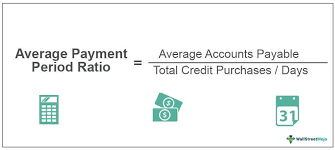 Average Payment
Period Ratio
=
Average Accounts Payable
Total Credit Purchases / Days
$
$
31
WallStreetMojo